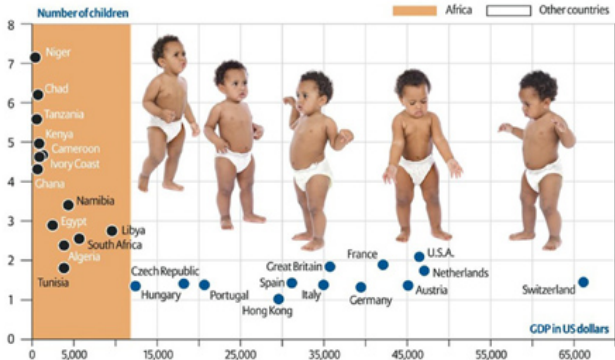 Number of children
Africa
Other countries
8
7
Niger
6
Chad
Tanzania
5
Kenya
Cameroon
Ivory Coast
4
Ghana
Namibia
3
Egypt
Libya
South Africa
2
Algeria
Tunisia
Czech Republic
Hungary
Portugal
Great Britain
Spain
Hong Kong
Italy
France
Germany
U.S.A.
Netherlands
Austria
Switzerland
1
GDP in US dollars
0
0 5,000 15,000 25,000 35,000 45,000 55,000 65,000